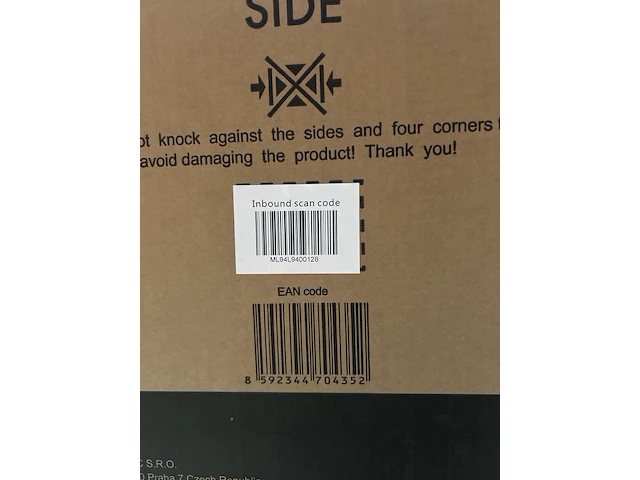 SIDE
ot knock against the sides and four corners t
avoid damaging the product! Thank you!
Inbound scan code
ML94L9400128
EAN code
8 592344 704352
C S.R.O.
0 Praha 7 Czech Republic